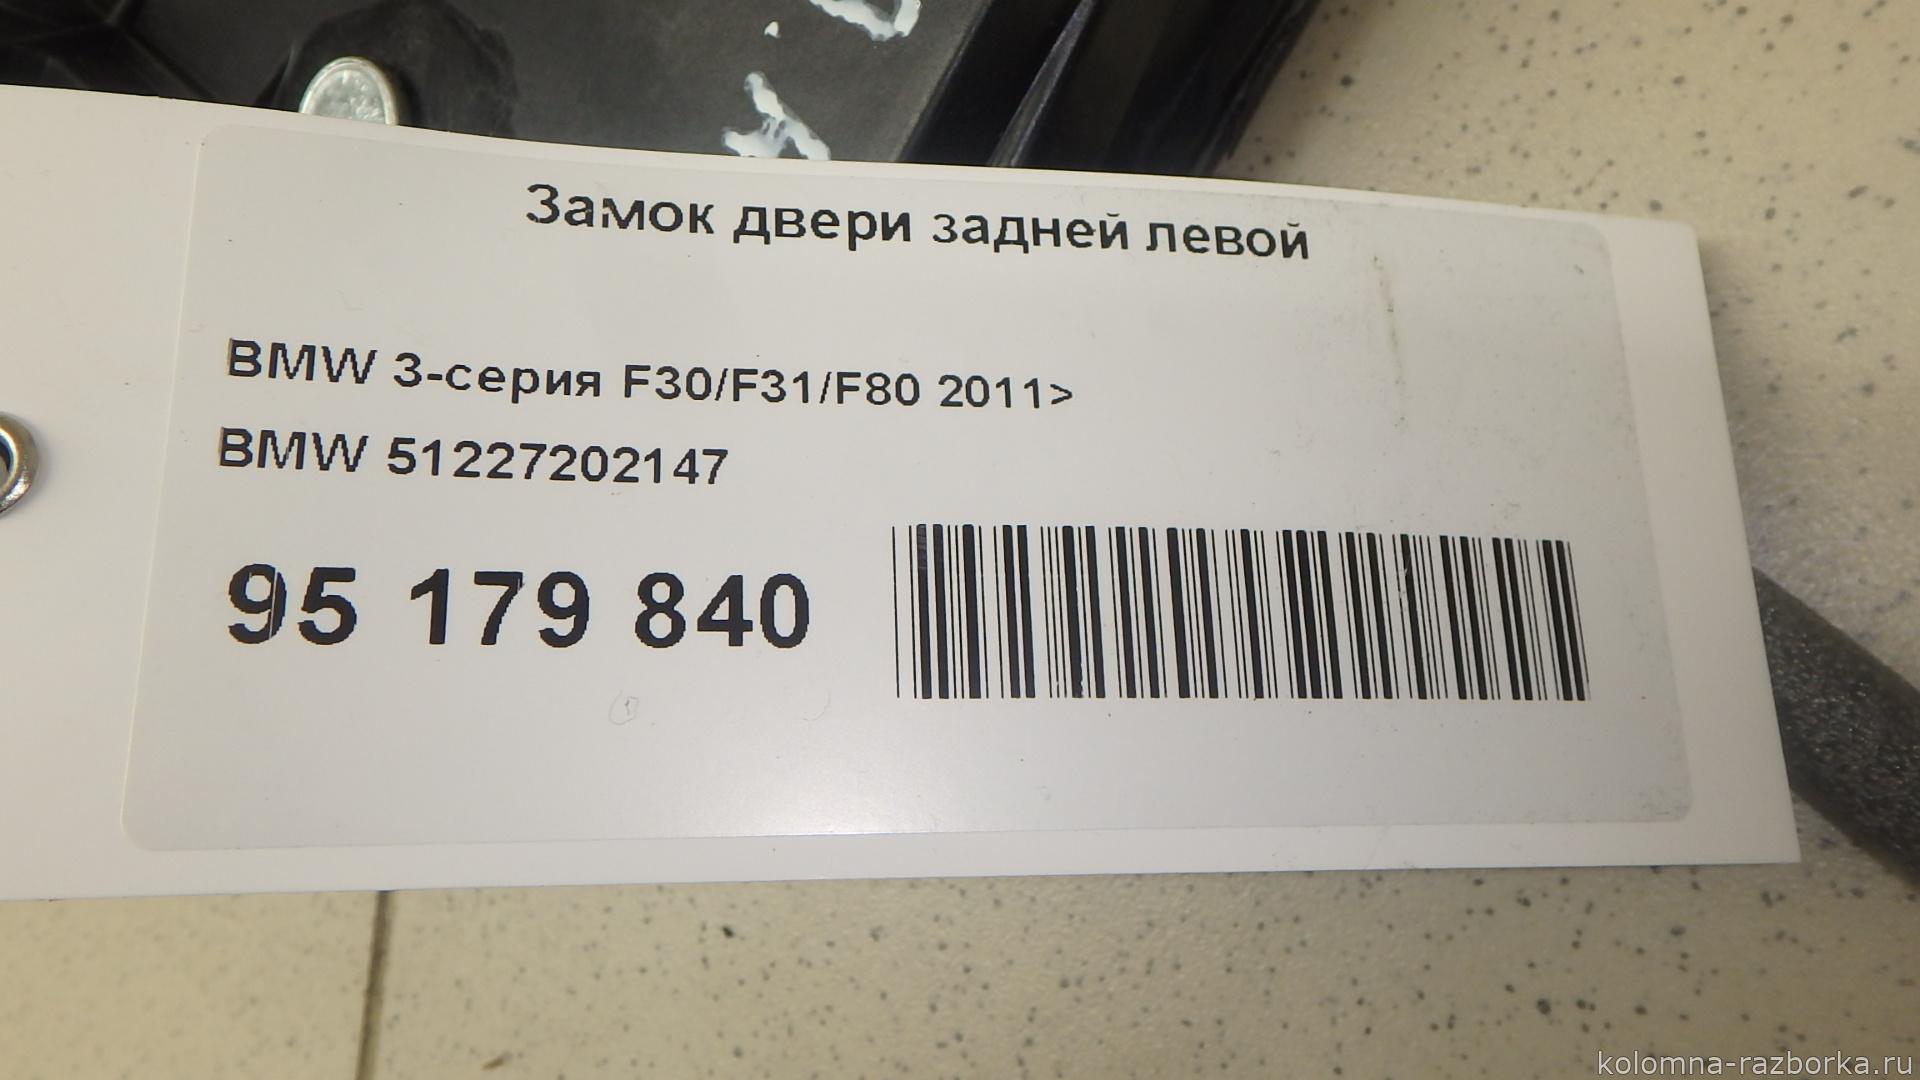 Замок двери задней левой
BMW 3-серия F30/F31/F80 2011>
BMW 51227202147
95 179 840
kolomna-razborka.ru